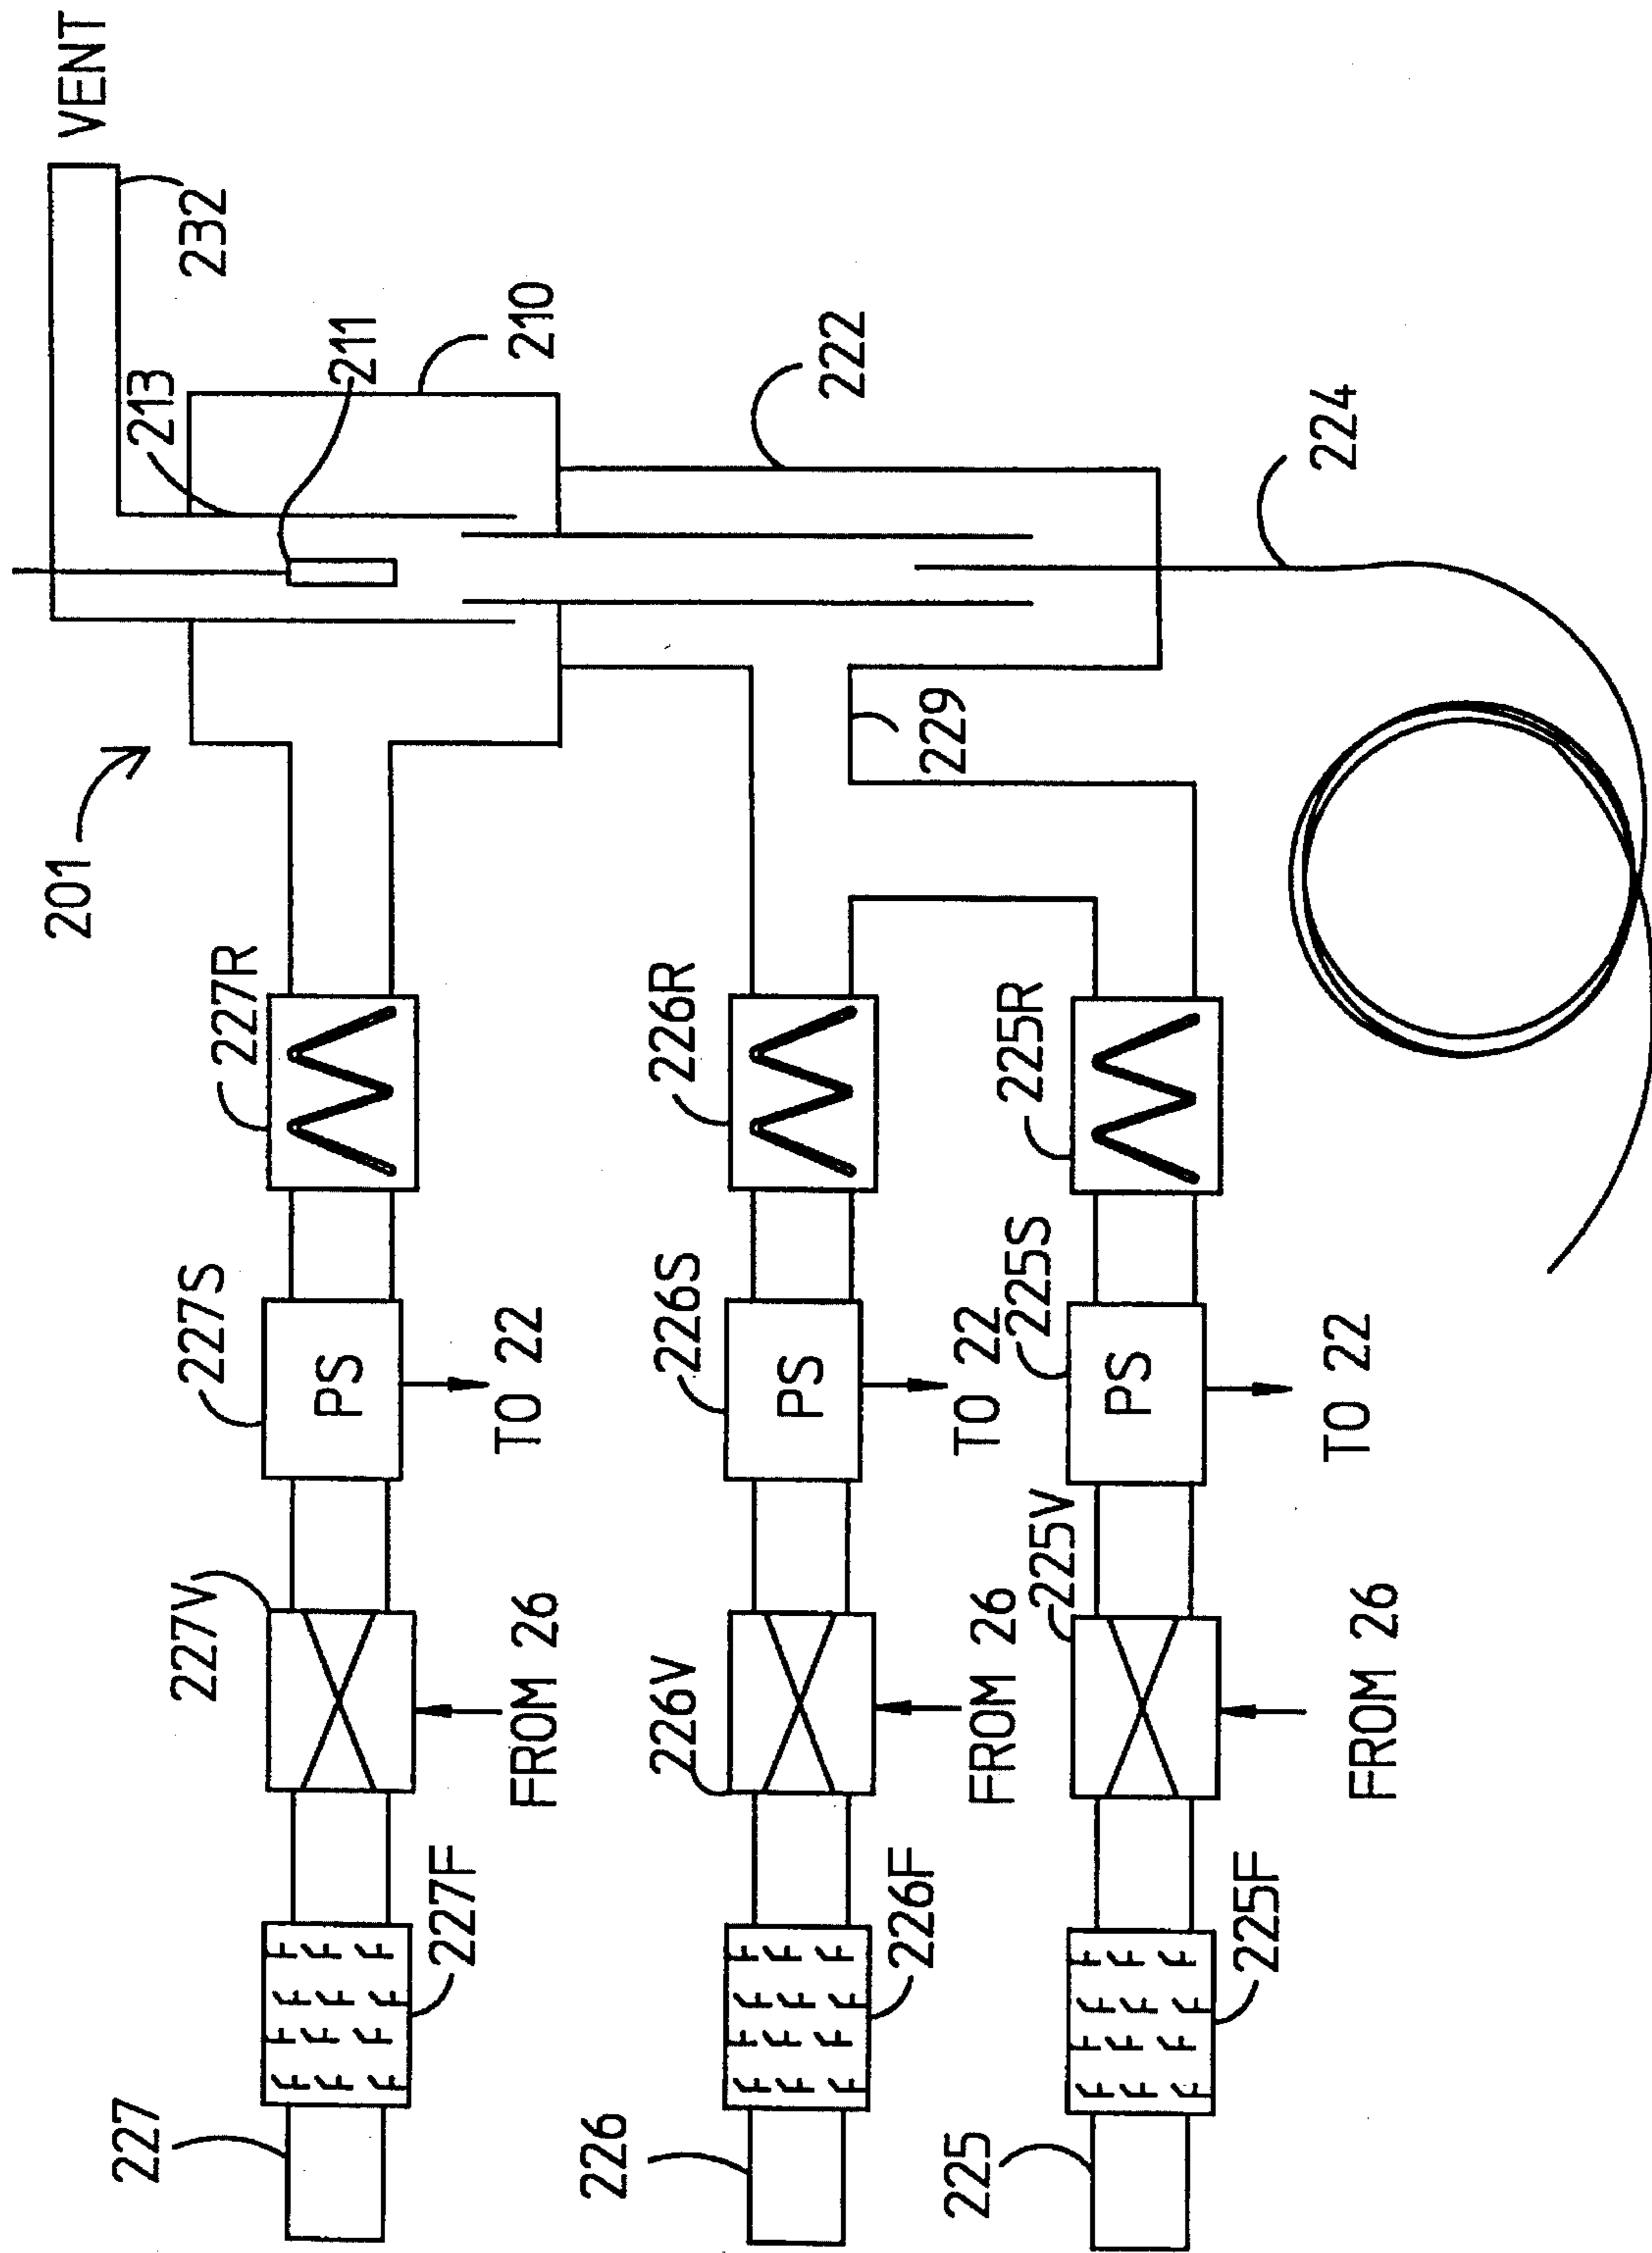 VENT
232
213
211
210
201
222
224
229
227R
226R
225R
227S
PS
TO 22
226S
PS
TO 22
225S
PS
TO 22
227V
FROM 26
226V
FROM 26
225V
FROM 26
227
F F F F F F F F F F F F
227F
226
F F F F F F F F F F F F
226F
225
F F F F F F F F F F F F
225F